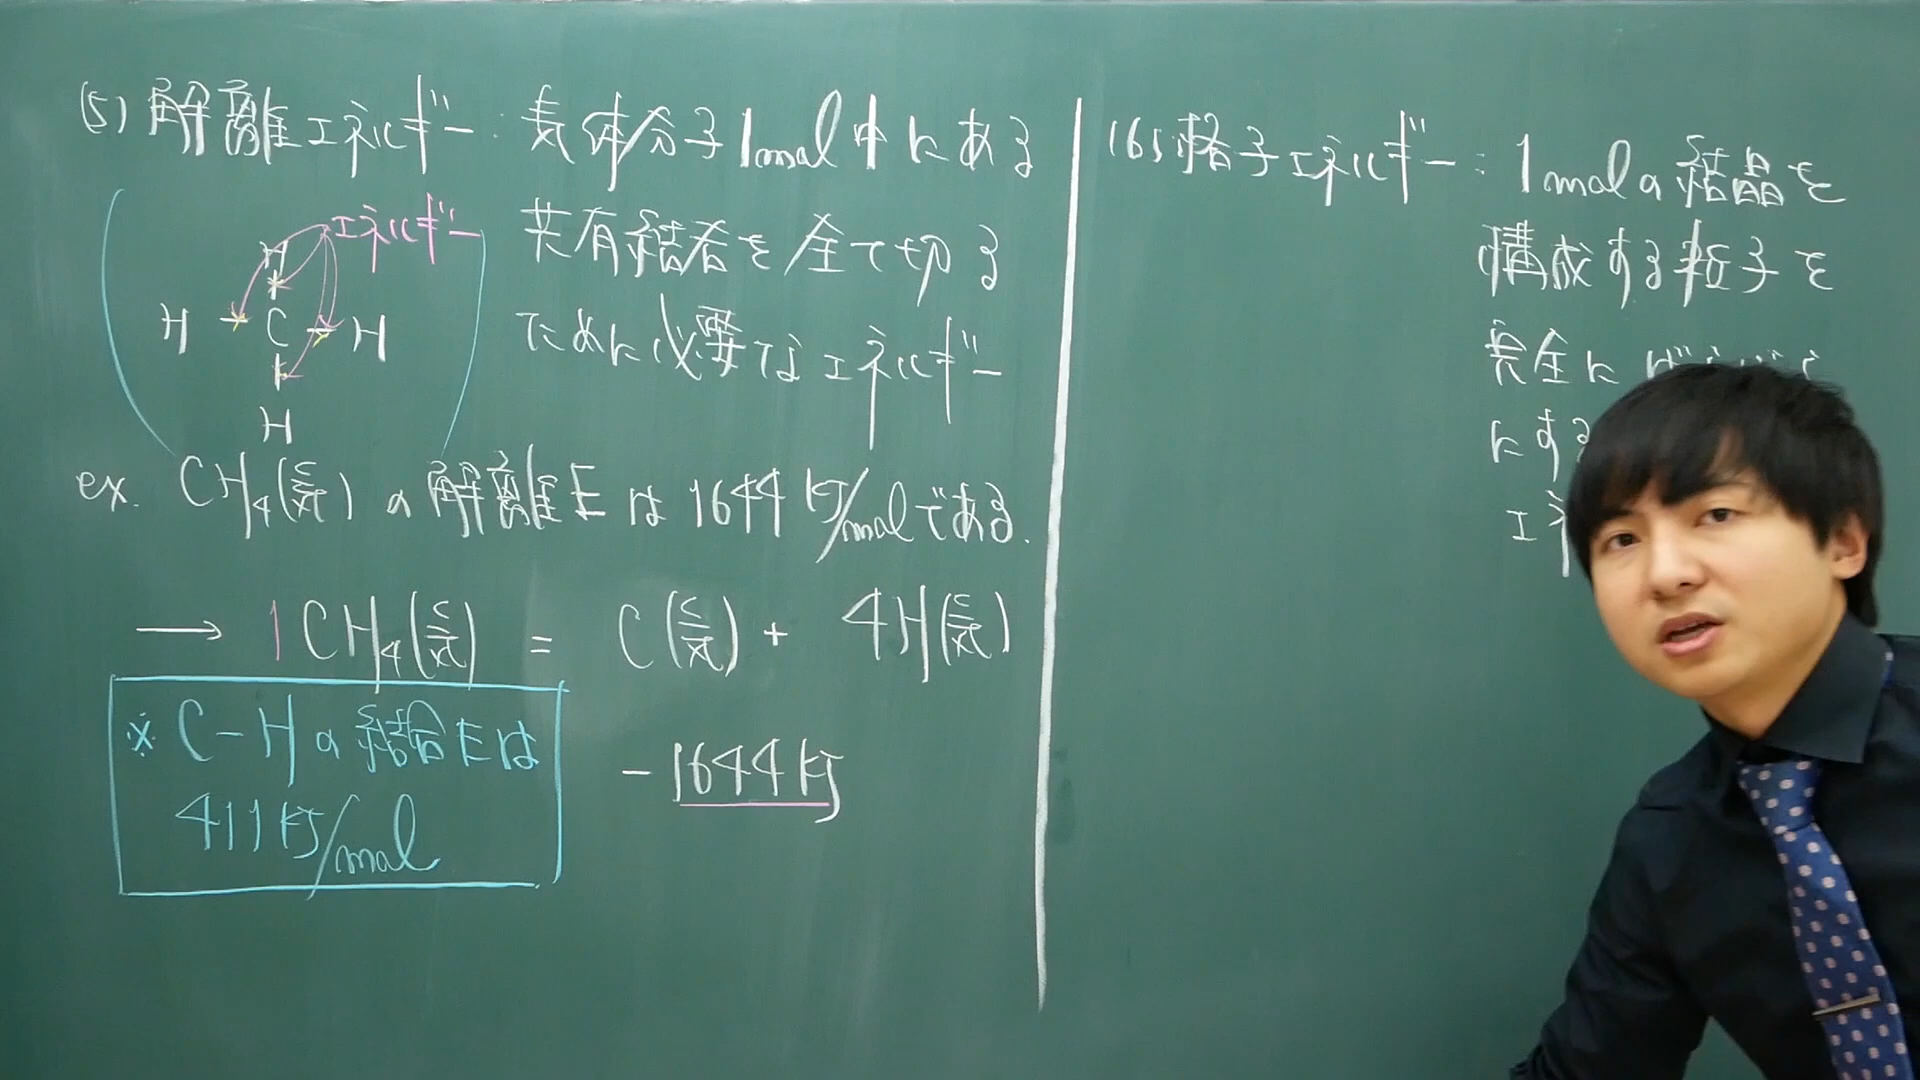 (5) 解離エネルギー : 気体分子1mol中にある
共有結合を全て切る
ために必要なエネルギー
エネルギー
H
H C H
H
ex. CH4(気)の解離Eは1644kJ/molである.
→ 1CH4(気) = C(気) + 4H(気)
-1644kJ
※ C-Hの結合Eは
411kJ/mol
(6) 格子エネルギー : 1molの結晶を
構成する粒子を
完全に
にする
エネ